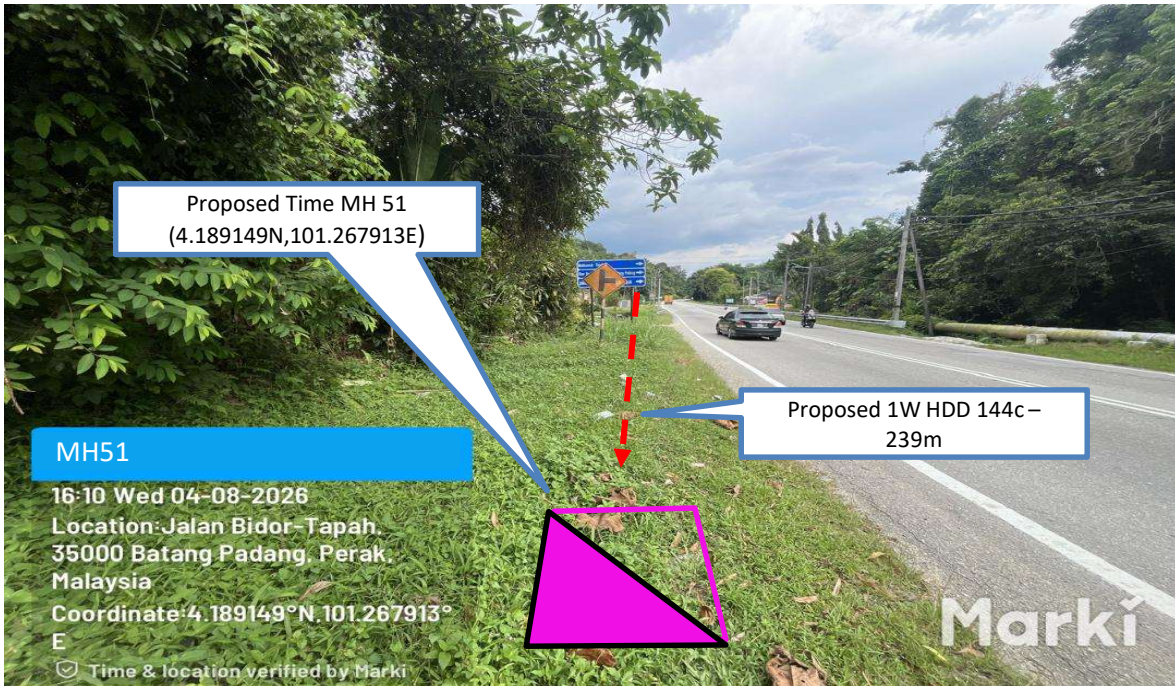 Proposed Time MH 51
(4.189149N,101.267913E)
Proposed 1W HDD 144c –
239m
MH51
16:10 Wed 04-08-2026
Location:Jalan Bidor-Tapah,
35000 Batang Padang, Perak,
Malaysia
Coordinate:4.189149°N,101.267913°
E
Time & location verified by Marki
Marki